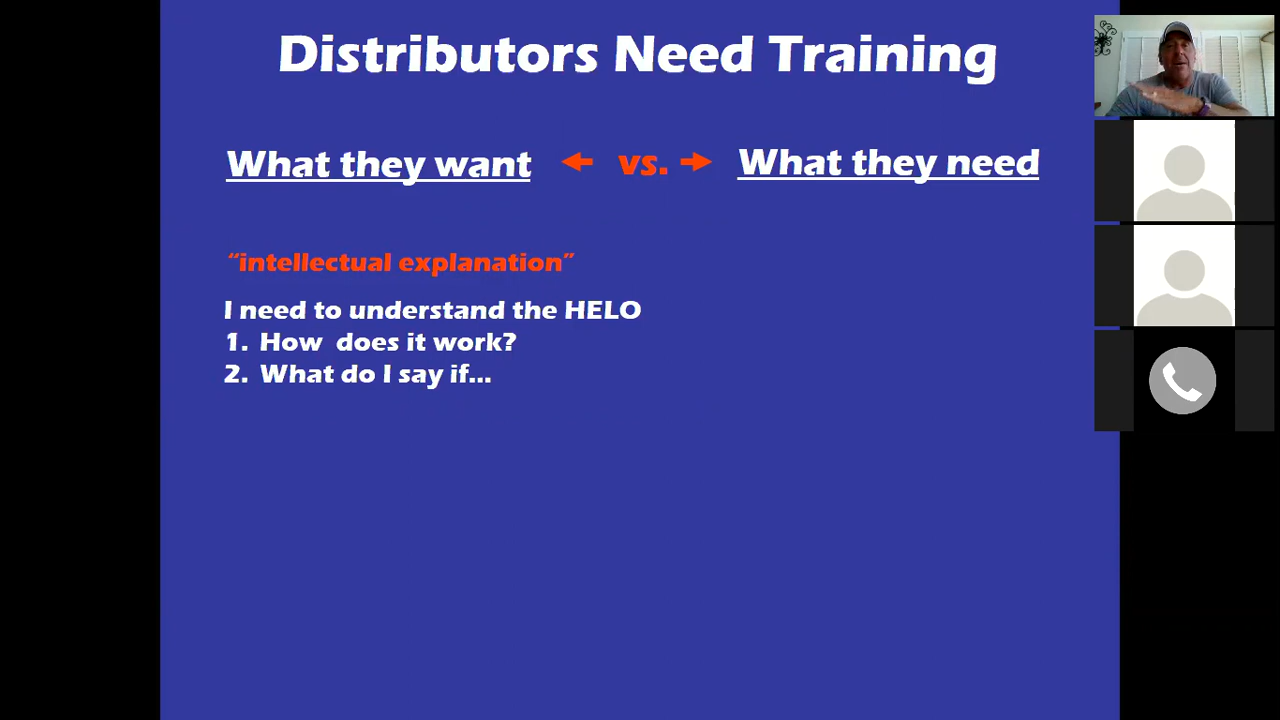 Distributors Need Training
What they want ← vs. → What they need
“intellectual explanation”
I need to understand the HELO
1. How does it work?
2. What do I say if...